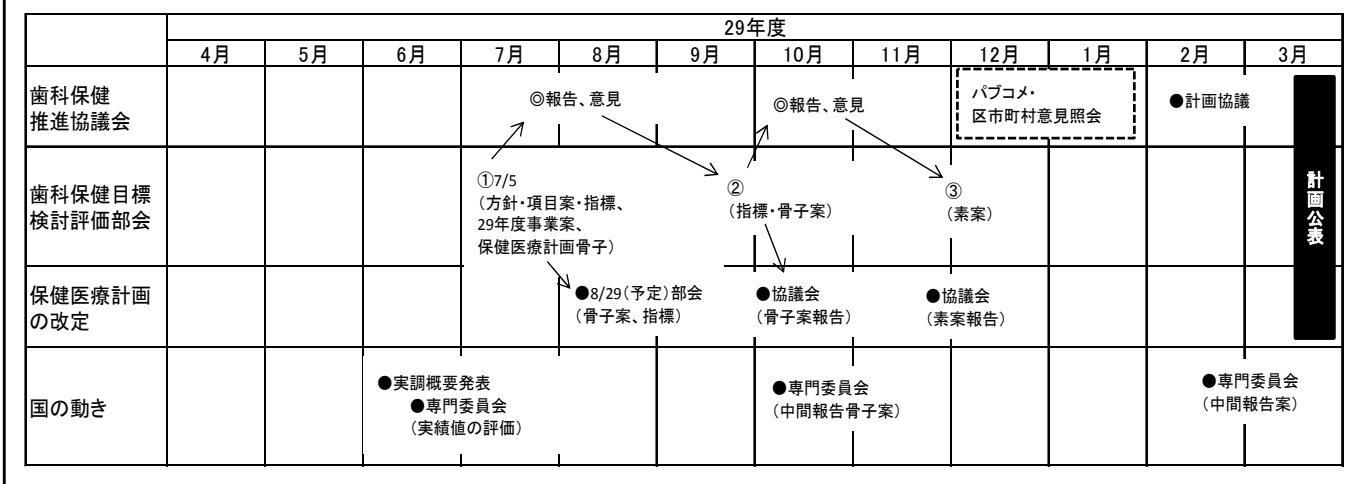 29年度
4月 5月 6月 7月 8月 9月 10月 11月 12月 1月 2月 3月
歯科保健
推進協議会
◎報告、意見
◎報告、意見
パブコメ・
区市町村意見照会
●計画協議
歯科保健目標
検討評価部会
①7/5
(方針・項目案・指標、
29年度事業案、
保健医療計画骨子)
②
(指標・骨子案)
③
(素案)
計画公表
保健医療計画
の改定
●8/29(予定)部会
(骨子案、指標)
●協議会
(骨子案報告)
●協議会
(素案報告)
国の動き
●実調概要発表
●専門委員会
(実績値の評価)
●専門委員会
(中間報告骨子案)
●専門委員会
(中間報告案)